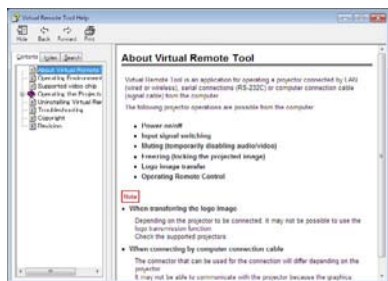 Virtual Remote Tool Help
Hide Back Forward Print
Contents Index Search
About Virtual Remote
Operating Environment
Supported video chip
Operating the Projecto
Uninstalling Virtual Rer
Troubleshooting
Copyright
Revision
About Virtual Remote Tool
Virtual Remote Tool is an application for operating a projector connected by LAN
(wired or wireless), serial connections (RS-232C) or computer connection cable
(signal cable) from the computer.
The following projector operations are possible from the computer
• Power on/off
• Input signal switching
• Muting (temporarily disabling audio/video)
• Freezing (locking the projected image)
• Logo image transfer
• Operating Remote Control
Note
• When transferring the logo image
Depending on the projector to be connected, it may not be possible to use the
logo transmission function
Check the supported projectors
• When connecting by computer connection cable
The connector that can be used for the connection will differ depending on the
projector
It may not be able to communicate with the projector because the graphics